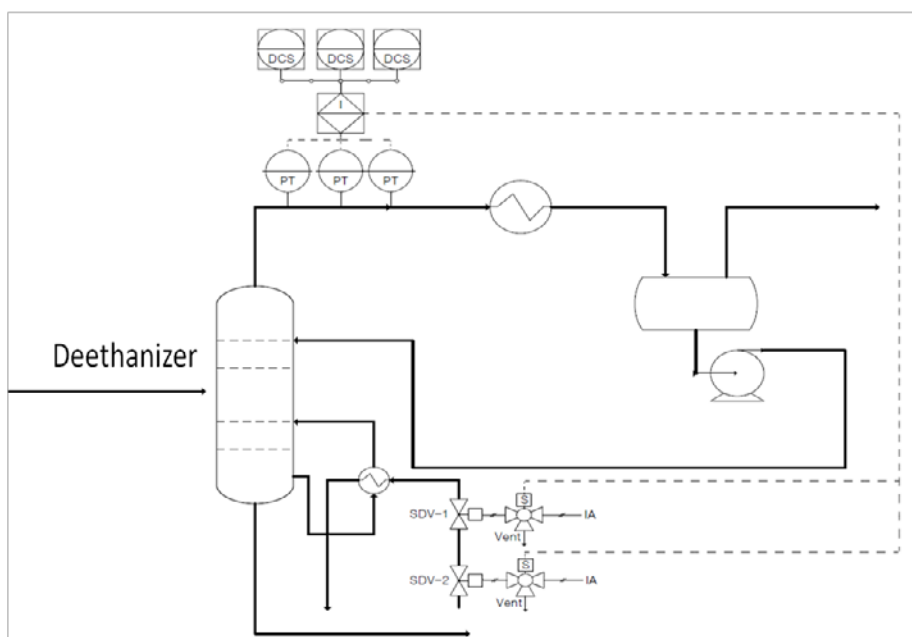 DCS DCS DCS
I
PT PT PT
Deethanizer
S
SDV-1 IA
Vent
S
SDV-2 IA
Vent